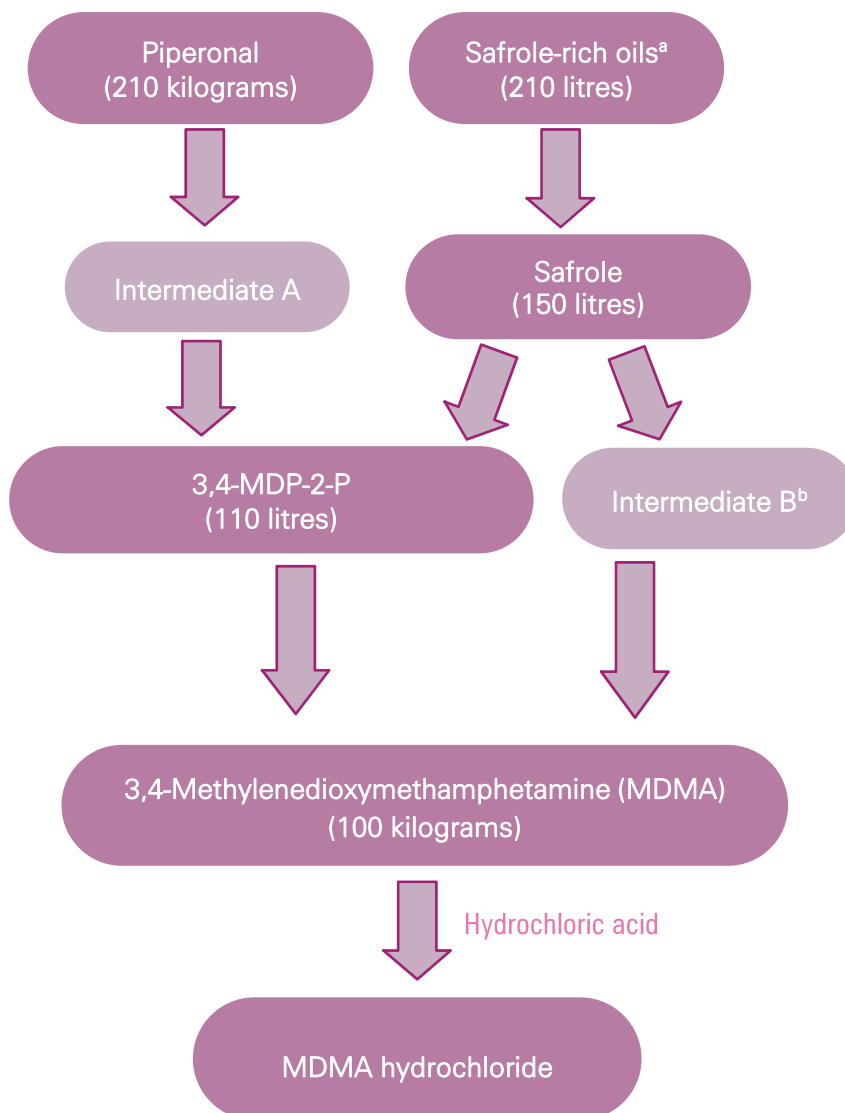 Piperonal
(210 kilograms)
Safrole-rich oilsᵃ
(210 litres)
Intermediate A
Safrole
(150 litres)
3,4-MDP-2-P
(110 litres)
Intermediate Bᵇ
3,4-Methylenedioxymethamphetamine (MDMA)
(100 kilograms)
Hydrochloric acid
MDMA hydrochloride